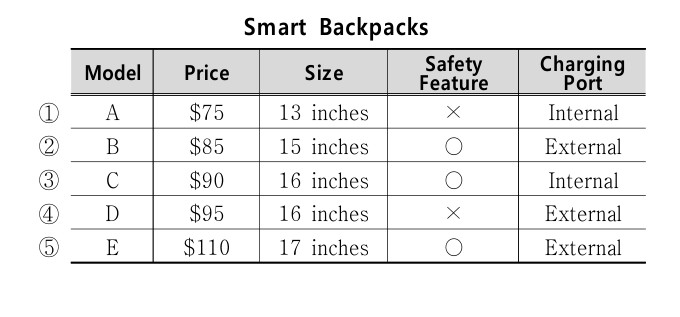 Smart Backpacks
Model Price Size Safety Feature Charging Port
① A $75 13 inches × Internal
② B $85 15 inches ○ External
③ C $90 16 inches ○ Internal
④ D $95 16 inches × External
⑤ E $110 17 inches ○ External